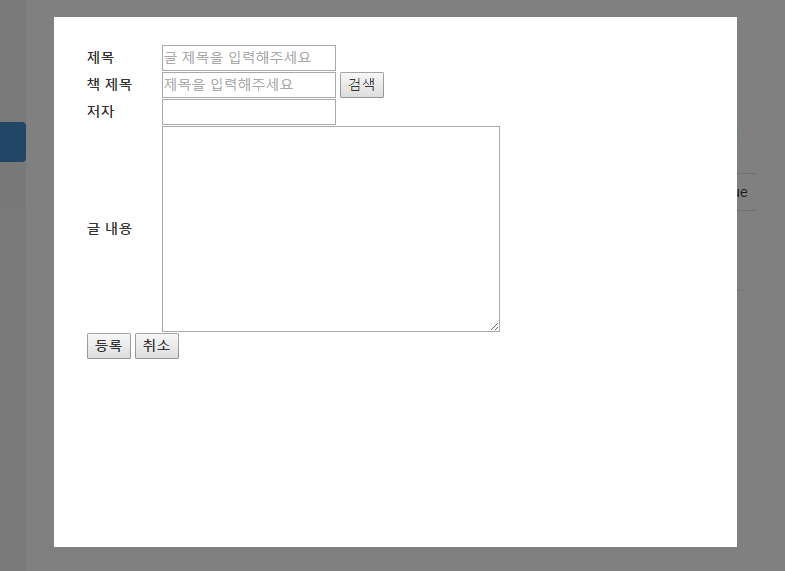 제목 글 제목을 입력해주세요
책 제목 제목을 입력해주세요 검색
저자
글 내용
등록 취소